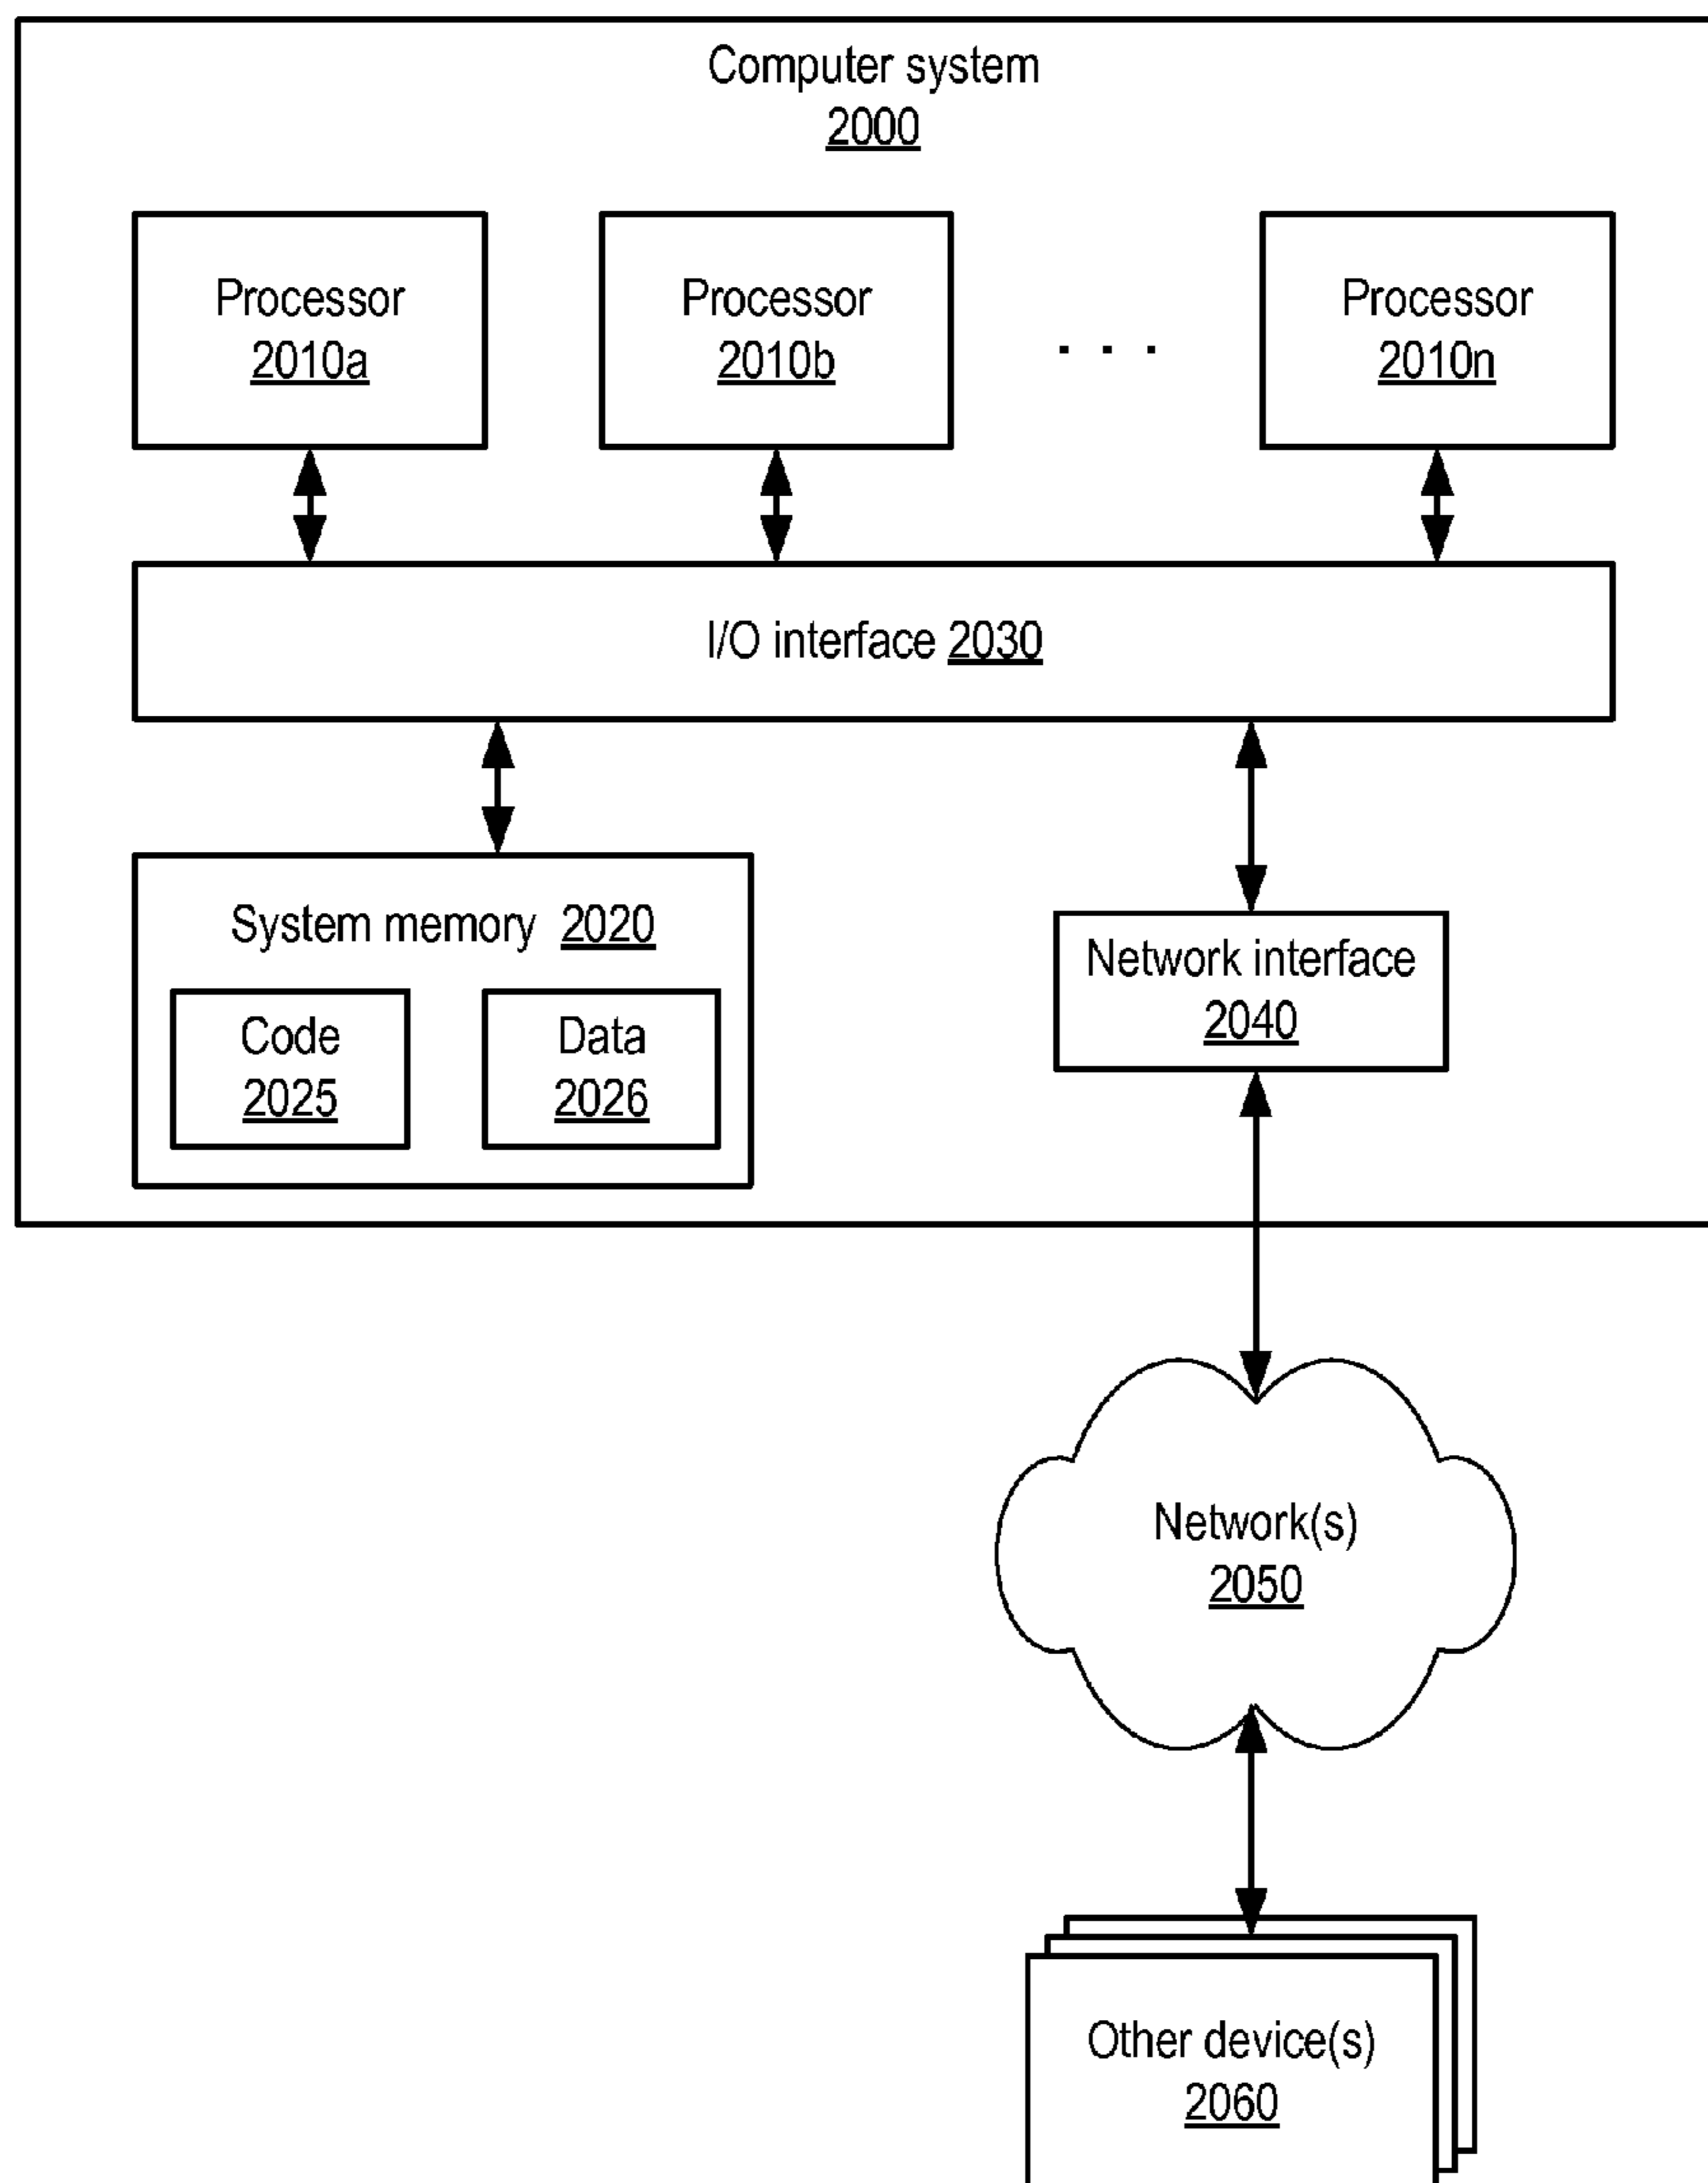 Computer system
2000
Processor
2010a
Processor
2010b
. . .
Processor
2010n
I/O interface 2030
System memory 2020
Code
2025
Data
2026
Network interface
2040
Network(s)
2050
Other device(s)
2060